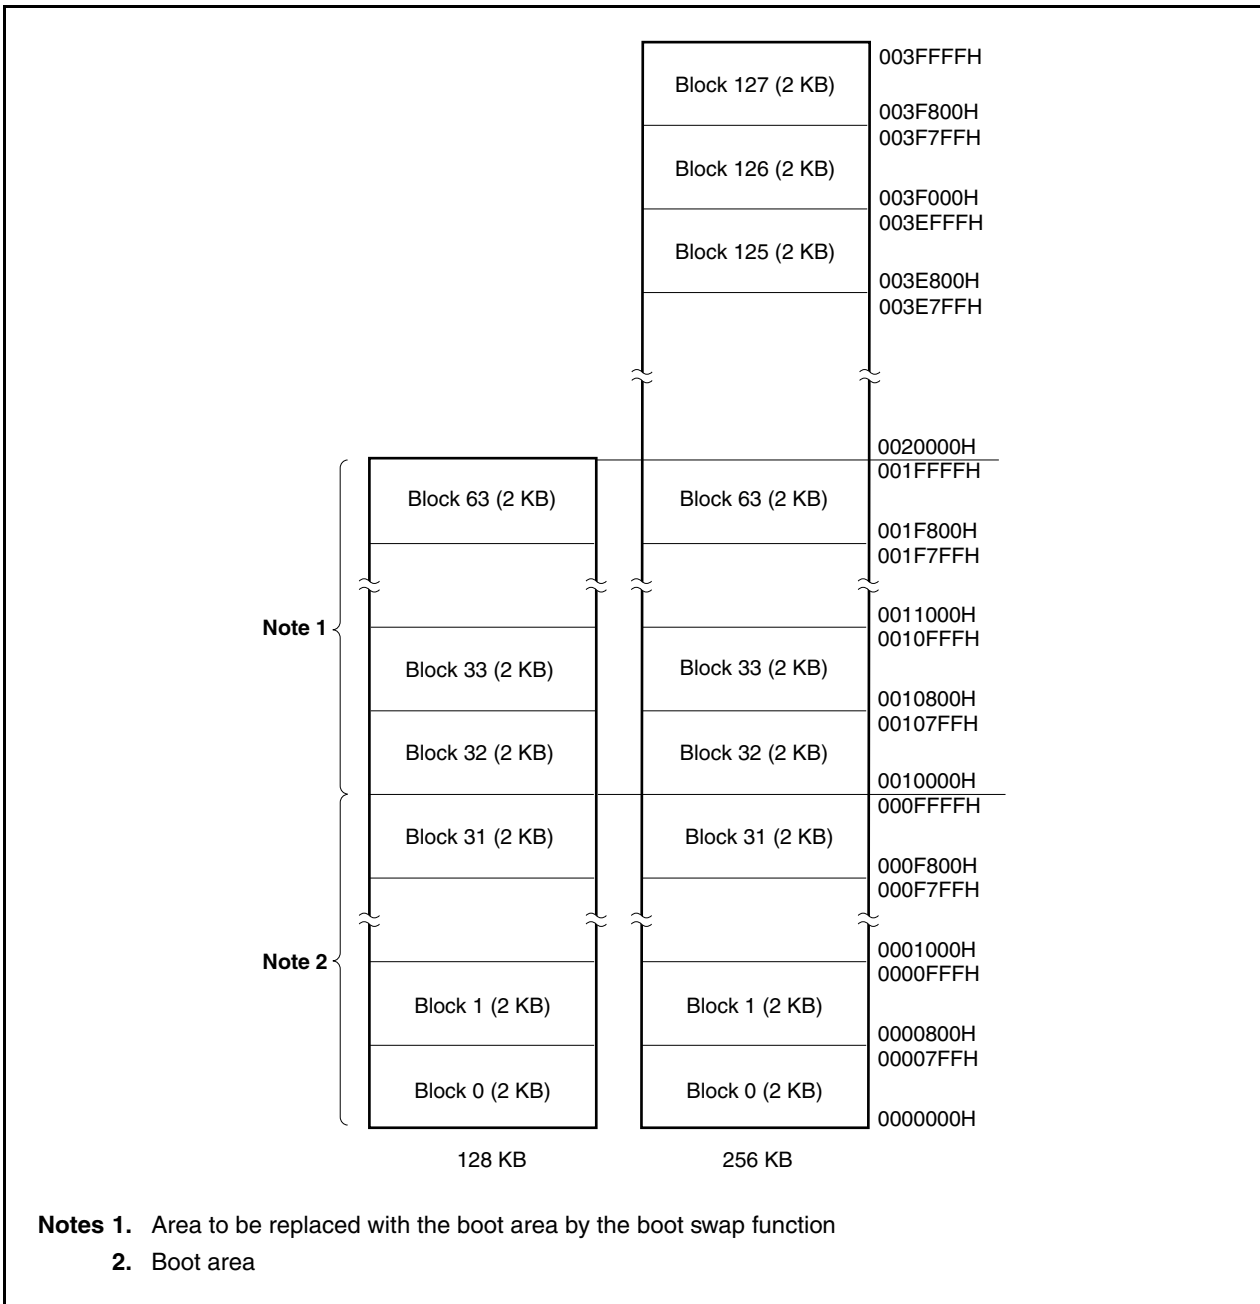 003FFFFH
Block 127 (2 KB)
003F800H
003F7FFH
Block 126 (2 KB)
003F000H
003EFFFH
Block 125 (2 KB)
003E800H
003E7FFH
0020000H
001FFFFH
Block 63 (2 KB) Block 63 (2 KB)
001F800H
001F7FFH
0011000H
Note 1
0010FFFH
Block 33 (2 KB) Block 33 (2 KB)
0010800H
00107FFH
Block 32 (2 KB) Block 32 (2 KB)
0010000H
000FFFFH
Block 31 (2 KB) Block 31 (2 KB)
000F800H
000F7FFH
0001000H
Note 2
0000FFFH
Block 1 (2 KB) Block 1 (2 KB)
0000800H
00007FFH
Block 0 (2 KB) Block 0 (2 KB)
0000000H
128 KB 256 KB
Notes 1. Area to be replaced with the boot area by the boot swap function
2. Boot area